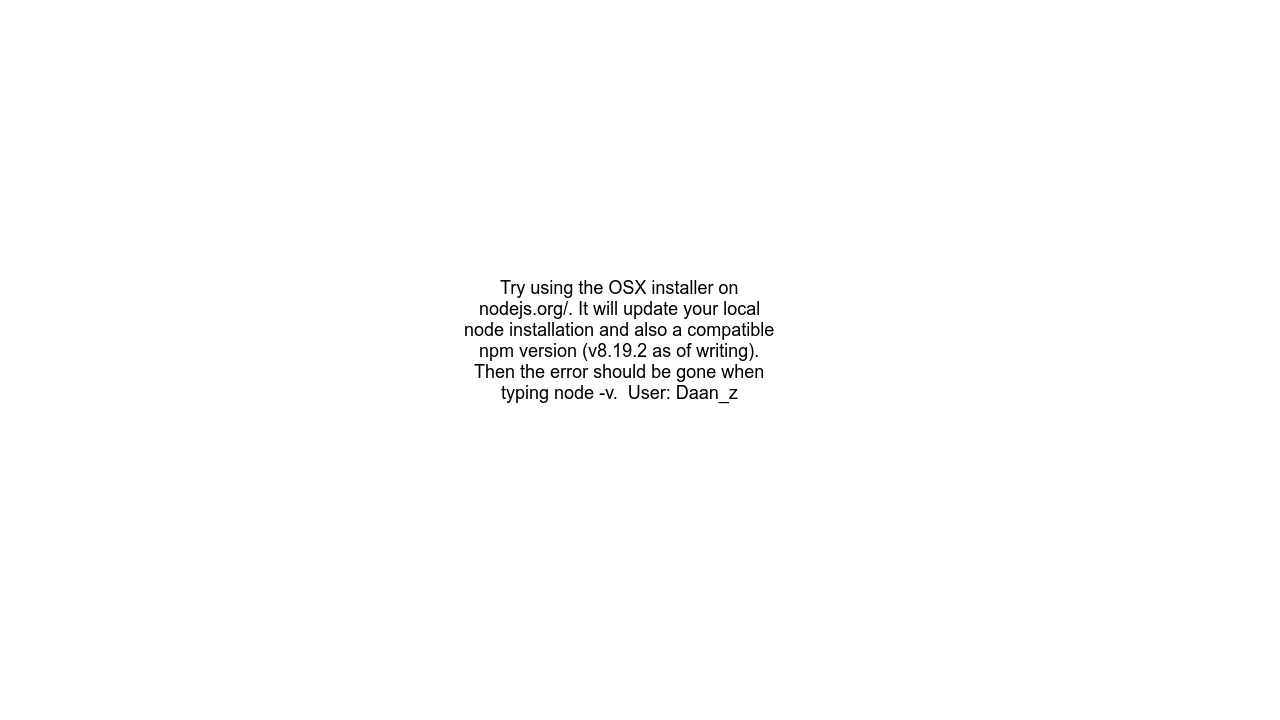 Try using the OSX installer on
nodejs.org/. It will update your local
node installation and also a compatible
npm version (v8.19.2 as of writing).
Then the error should be gone when
typing node -v.  User: Daan_z